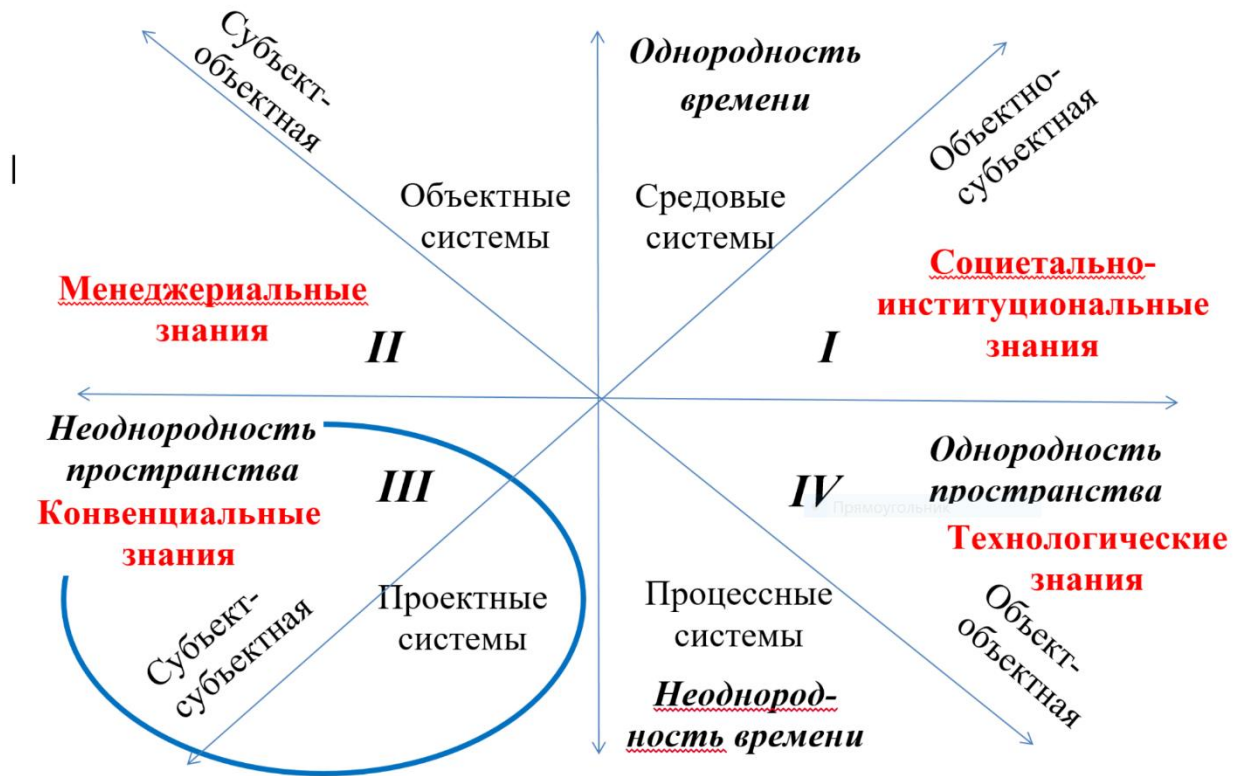 Субъект-
объектная
Однородность
времени
Объектно-
субъектная
Объектные
системы
Средовые
системы
Менеджериальные
знания
II
I
Социетально-
институциональные
знания
Неоднородность
пространства
III
Конвенциальные
знания
IV
Однородность
пространства
Прямоугольник
Технологические
знания
Субъект-
субъектная
Проектные
системы
Процессные
системы
Объект-
объектная
Неоднород-
ность времени